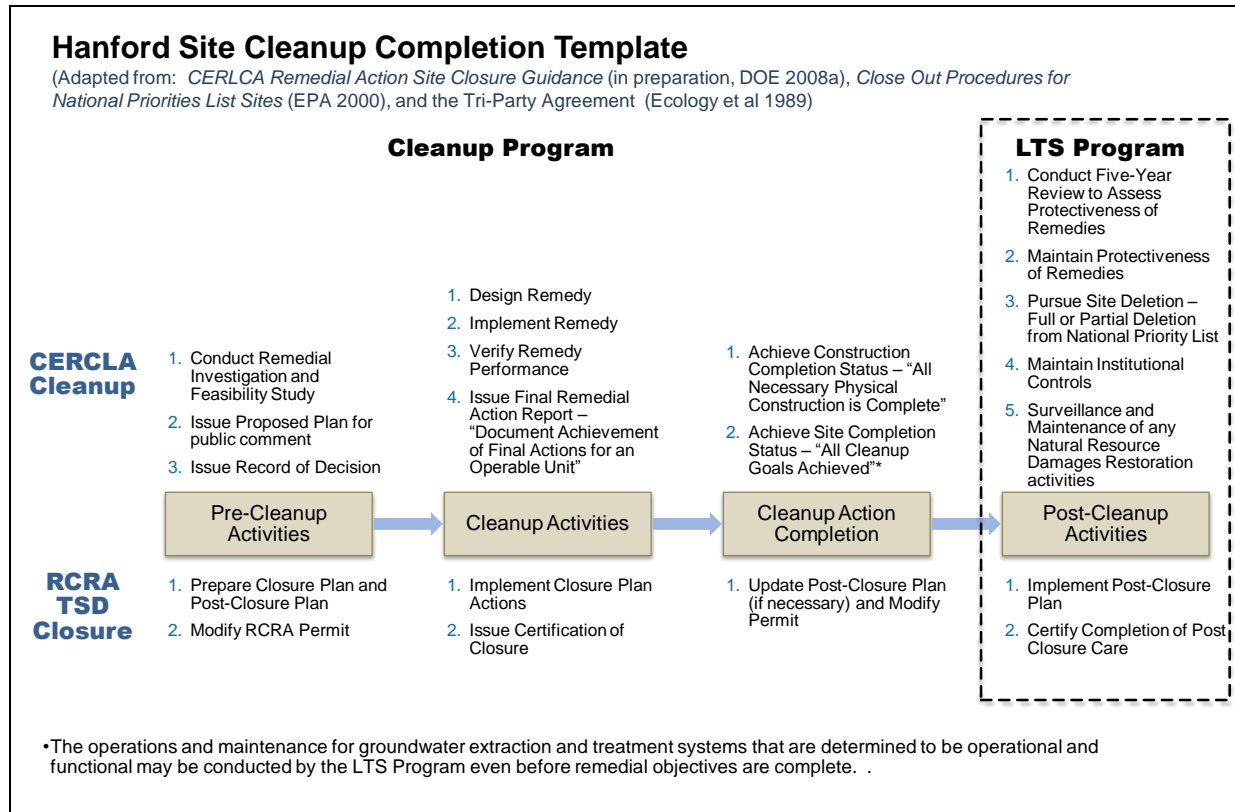 Hanford Site Cleanup Completion Template
(Adapted from: CERLCA Remedial Action Site Closure Guidance (in preparation, DOE 2008a), Close Out Procedures for
National Priorities List Sites (EPA 2000), and the Tri-Party Agreement (Ecology et al 1989)
Cleanup Program
LTS Program
CERCLA
Cleanup
1. Conduct Remedial
Investigation and
Feasibility Study
2. Issue Proposed Plan for
public comment
3. Issue Record of Decision
1. Design Remedy
2. Implement Remedy
3. Verify Remedy
Performance
4. Issue Final Remedial
Action Report –
“Document Achievement
of Final Actions for an
Operable Unit”
1. Achieve Construction
Completion Status – “All
Necessary Physical
Construction is Complete”
2. Achieve Site Completion
Status – “All Cleanup
Goals Achieved”*
1. Conduct Five-Year
Review to Assess
Protectiveness of
Remedies
2. Maintain Protectiveness
of Remedies
3. Pursue Site Deletion –
Full or Partial Deletion
from National Priority List
4. Maintain Institutional
Controls
5. Surveillance and
Maintenance of any
Natural Resource
Damages Restoration
activities
Pre-Cleanup
Activities
Cleanup Activities
Cleanup Action
Completion
Post-Cleanup
Activities
RCRA
TSD
Closure
1. Prepare Closure Plan and
Post-Closure Plan
2. Modify RCRA Permit
1. Implement Closure Plan
Actions
2. Issue Certification of
Closure
1. Update Post-Closure Plan
(if necessary) and Modify
Permit
1. Implement Post-Closure
Plan
2. Certify Completion of Post
Closure Care
•The operations and maintenance for groundwater extraction and treatment systems that are determined to be operational and
functional may be conducted by the LTS Program even before remedial objectives are complete. .